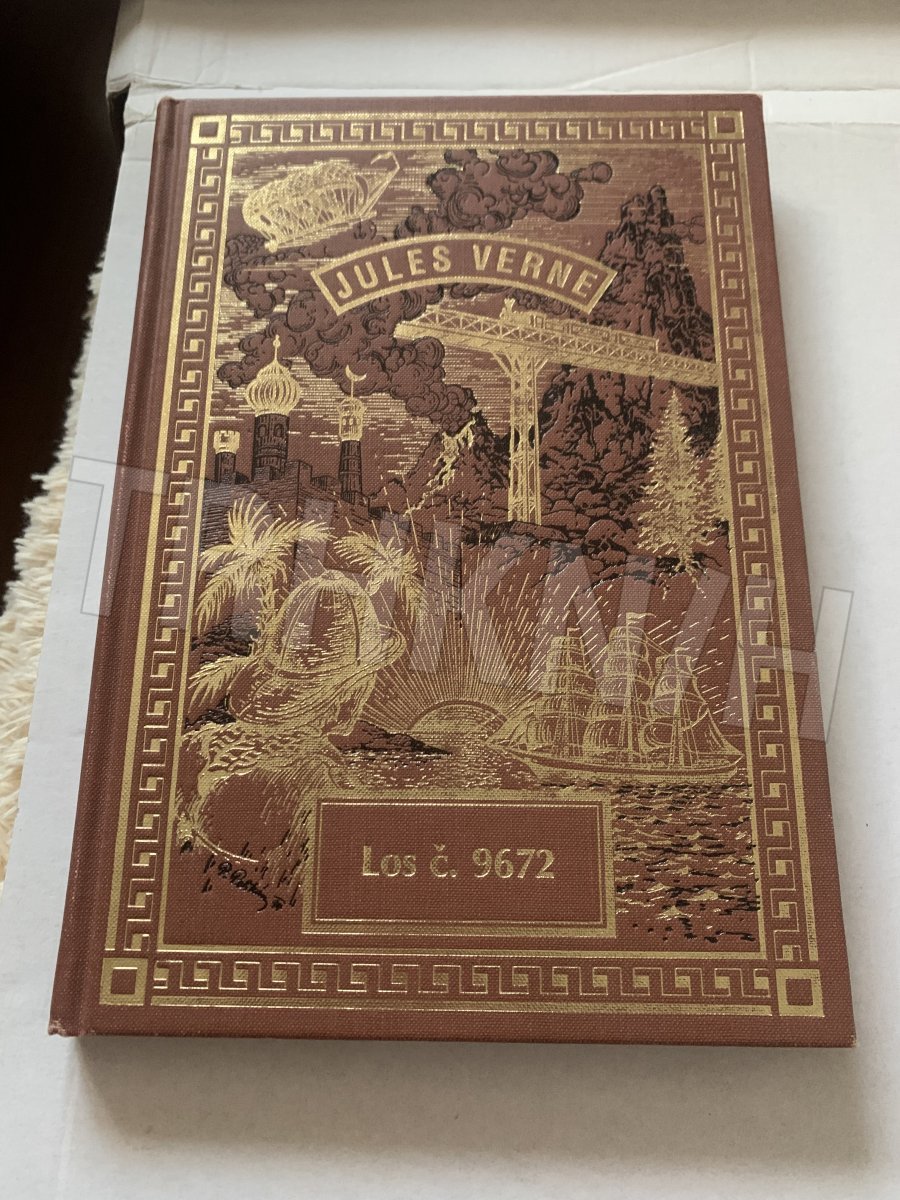 JULES VERNE
Los č. 9672